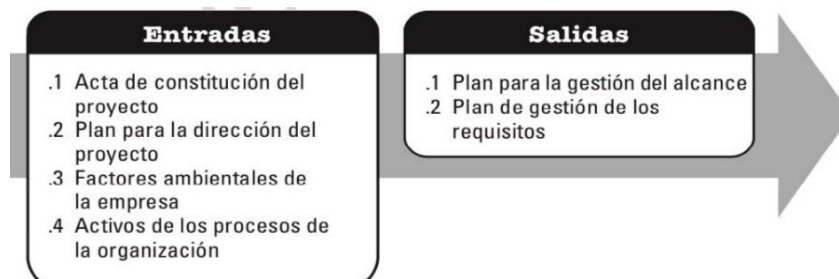 Entradas
.1 Acta de constitución del
proyecto
.2 Plan para la dirección del
proyecto
.3 Factores ambientales de
la empresa
.4 Activos de los procesos de
la organización
Salidas
.1 Plan para la gestión del alcance
.2 Plan de gestión de los
requisitos